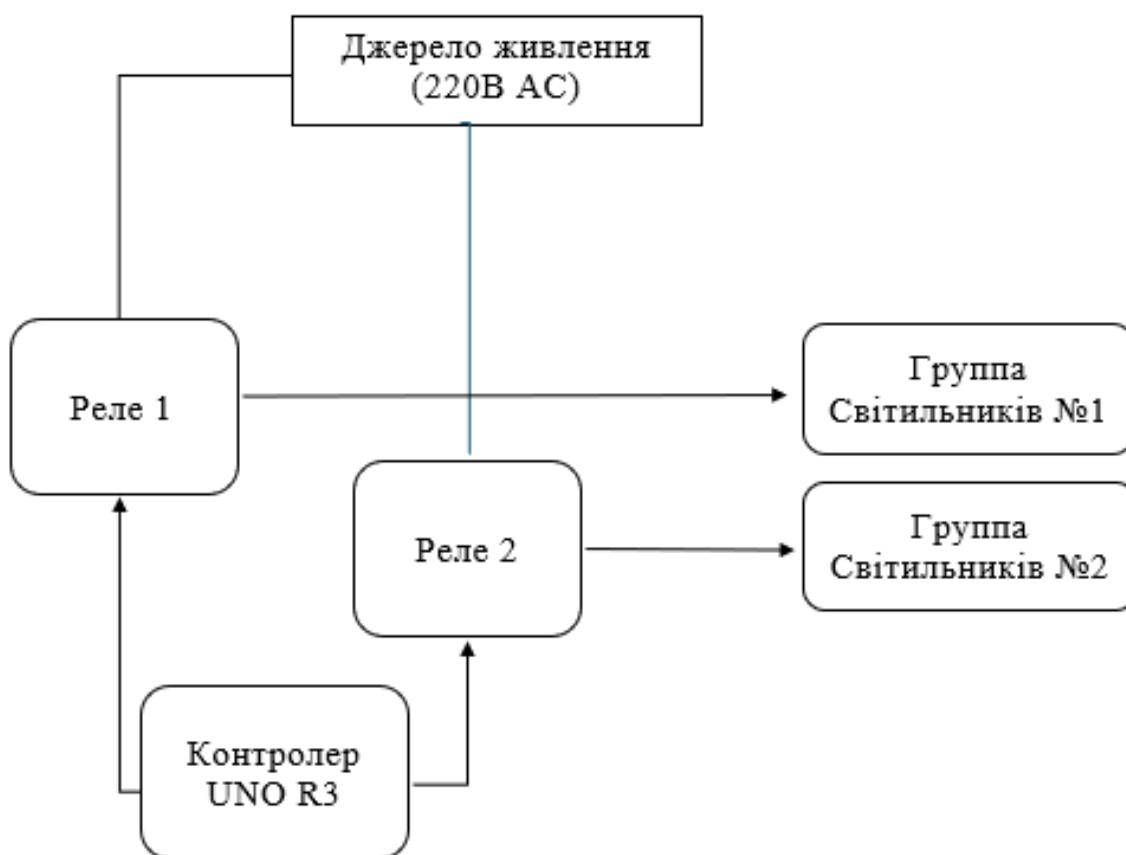 Джерело живлення
(220В АС)
Реле 1
Группа
Світильників №1
Реле 2
Группа
Світильників №2
Контролер
UNO R3